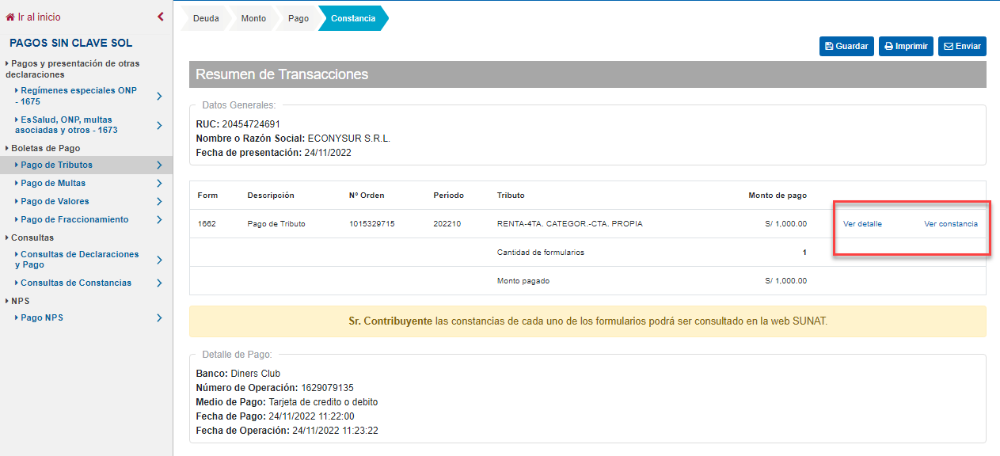 Ir al inicio
PAGOS SIN CLAVE SOL
Pagos y presentación de otras
declaraciones
Regímenes especiales ONP
- 1675
EsSalud, ONP, multas
asociadas y otros - 1673
Boletas de Pago
Pago de Tributos
Pago de Multas
Pago de Valores
Pago de Fraccionamiento
Consultas
Consultas de Declaraciones
y Pago
Consultas de Constancias
NPS
Pago NPS
Deuda Monto Pago Constancia
Guardar Imprimir Enviar
Resumen de Transacciones
Datos Generales:
RUC: 20454724691
Nombre o Razón Social: ECONYSUR S.R.L.
Fecha de presentación: 24/11/2022
Form Descripción Nº Orden Periodo Tributo Monto de pago
1662 Pago de Tributo 1015329715 202210 RENTA-4TA. CATEGOR.-CTA. PROPIA S/ 1,000.00 Ver detalle Ver constancia
Cantidad de formularios 1
Monto pagado S/ 1,000.00
Sr. Contribuyente las constancias de cada uno de los formularios podrá ser consultado en la web SUNAT.
Detalle de Pago:
Banco: Diners Club
Número de Operación: 1629079135
Medio de Pago: Tarjeta de credito o debito
Fecha de Pago: 24/11/2022 11:22:00
Fecha de Operación: 24/11/2022 11:23:22